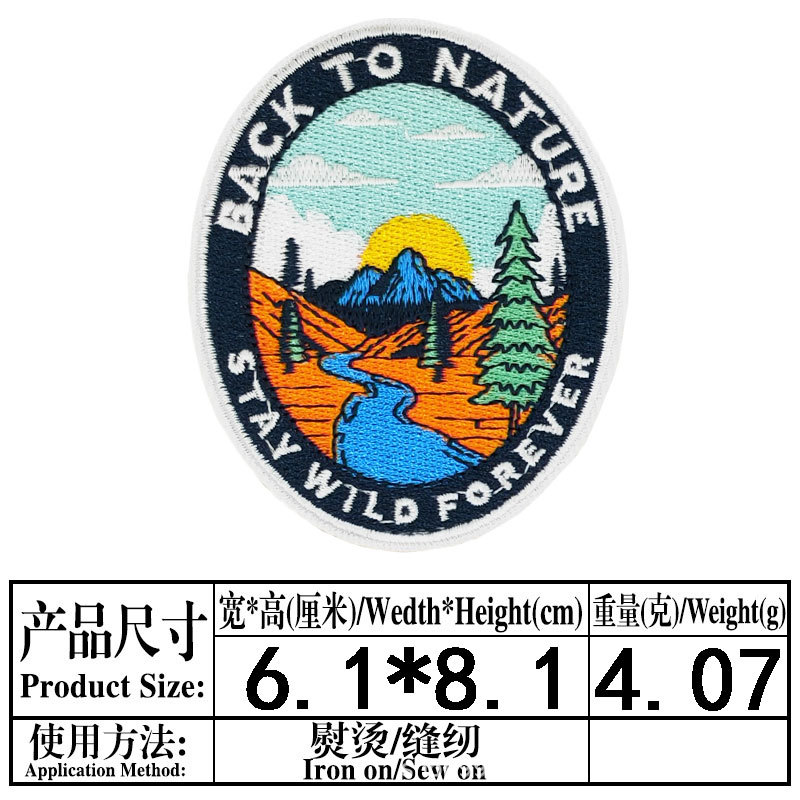 BACK TO NATURE
STAY WILD FOREVER
产品尺寸
Product Size:
宽*高(厘米)/Wedth*Height(cm)
重量(克)/Weight(g)
6.1*8.1
4.07
使用方法:
Application Method:
熨烫/缝纫
Iron on/Sew on